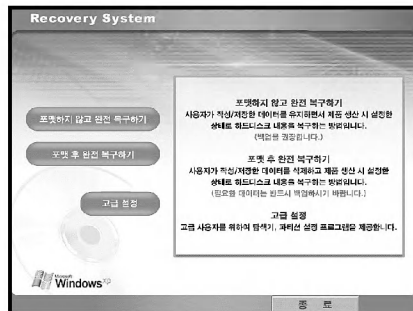 Recovery System
포맷하지 않고 완전 복구하기
포맷 후 완전 복구하기
고급 설정
포맷하지 않고 완전 복구하기
사용자가 작성/저장한 데이터를 유지하면서 제품 생산 시 설정한
상태로 하드디스크 내용을 복구하는 방법입니다.
(백업을 권장합니다.)
포맷 후 완전 복구하기
사용자가 작성/저장한 데이터를 삭제하고 제품 생산 시 설정한
상태로 하드디스크 내용을 복구하는 방법입니다.
(필요한 데이터는 반드시 백업하시기 바랍니다.)
고급 설정
고급 사용자를 위하여 탐색기, 파티션 설정 프로그램을 제공합니다.
Microsoft
Windows xp
종 료